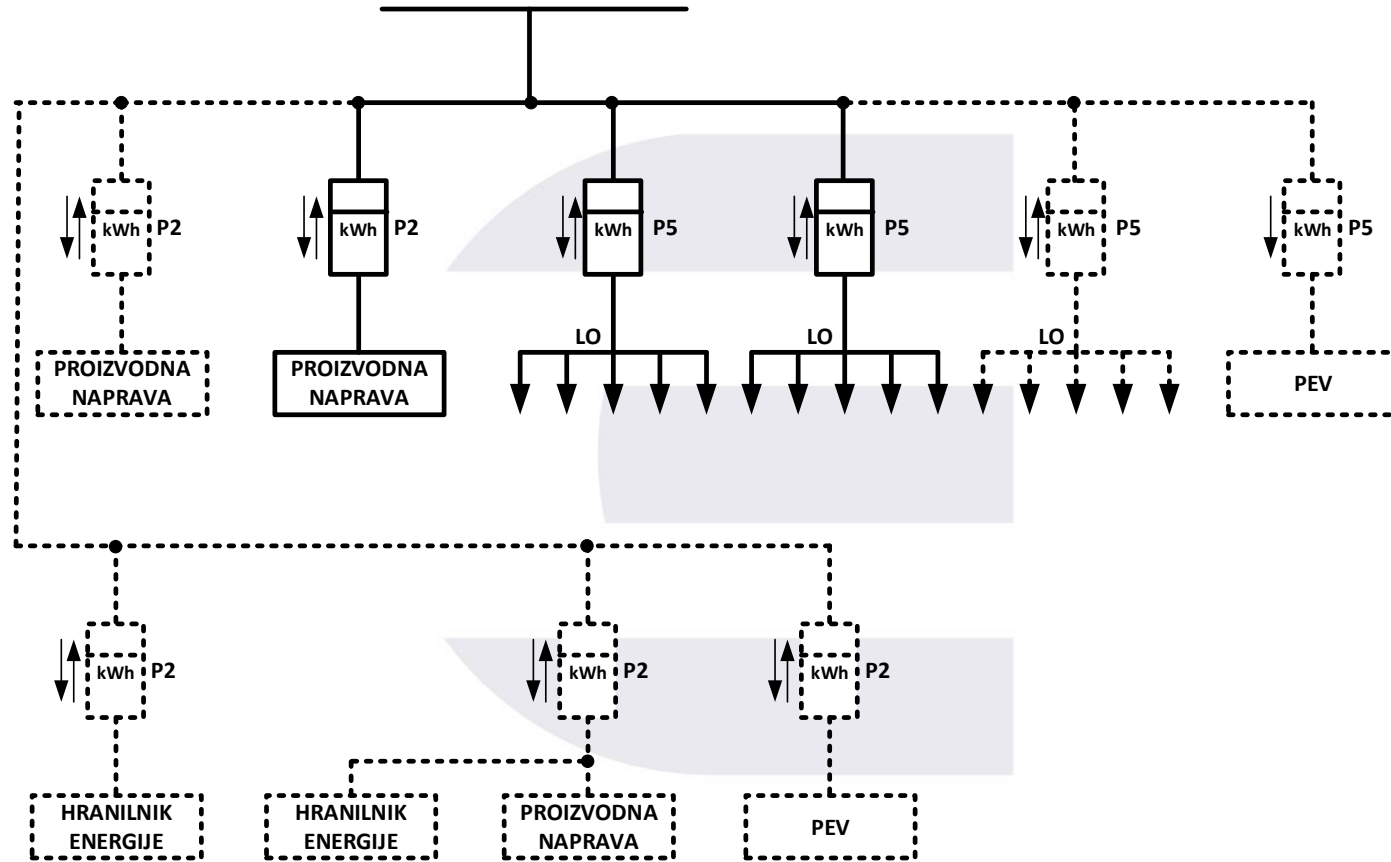 kWh P2
kWh P2
kWh P5
kWh P5
kWh P5
kWh P5
PROIZVODNA
NAPRAVA
PROIZVODNA
NAPRAVA
LO
LO
LO
PEV
kWh P2
kWh P2
kWh P2
HRANILNIK
ENERGIJE
HRANILNIK
ENERGIJE
PROIZVODNA
NAPRAVA
PEV